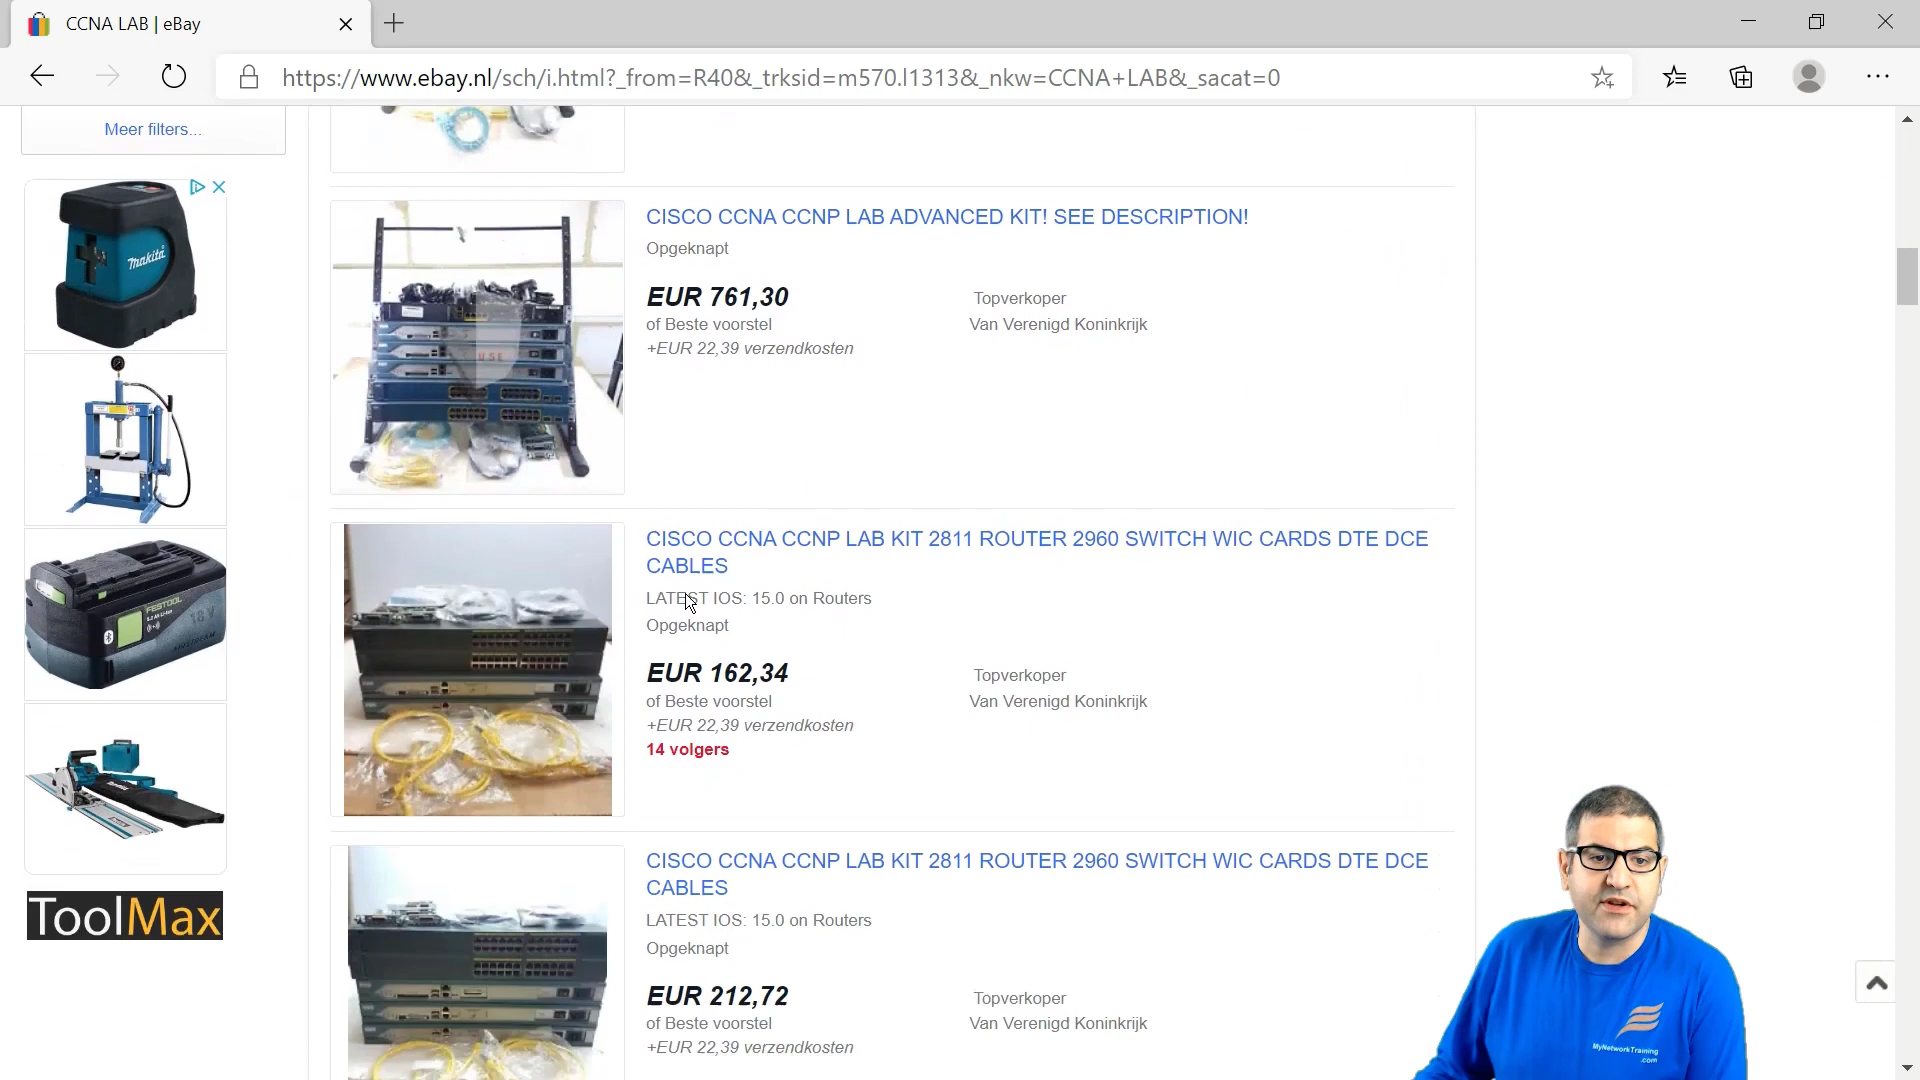 CCNA LAB | eBay
https://www.ebay.nl/sch/i.html?_from=R40&_trksid=m570.l1313&_nkw=CCNA+LAB&_sacat=0
Meer filters...
makita
FESTOOL
18 V
ToolMax
CISCO CCNA CCNP LAB ADVANCED KIT! SEE DESCRIPTION!
Opgeknapt
EUR 761,30
of Beste voorstel
+EUR 22,39 verzendkosten
Topverkoper
Van Verenigd Koninkrijk
CISCO CCNA CCNP LAB KIT 2811 ROUTER 2960 SWITCH WIC CARDS DTE DCE
CABLES
LATEST IOS: 15.0 on Routers
Opgeknapt
EUR 162,34
of Beste voorstel
+EUR 22,39 verzendkosten
14 volgers
Topverkoper
Van Verenigd Koninkrijk
CISCO CCNA CCNP LAB KIT 2811 ROUTER 2960 SWITCH WIC CARDS DTE DCE
CABLES
LATEST IOS: 15.0 on Routers
Opgeknapt
EUR 212,72
of Beste voorstel
+EUR 22,39 verzendkosten
Topverkoper
Van Verenigd Koninkrijk
MyNetworkTraining
.com